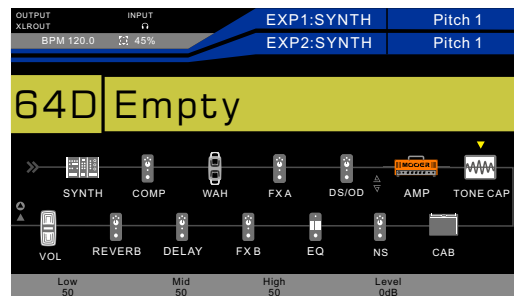 OUTPUT INPUT EXP1:SYNTH Pitch 1
XLROUT
BPM 120.0 45% EXP2:SYNTH Pitch 1
64D Empty
MOOER
SYNTH COMP WAH FX A DS/OD AMP TONE CAP
VOL REVERB DELAY FX B EQ NS CAB
Low Mid High Level
50 50 50 0dB